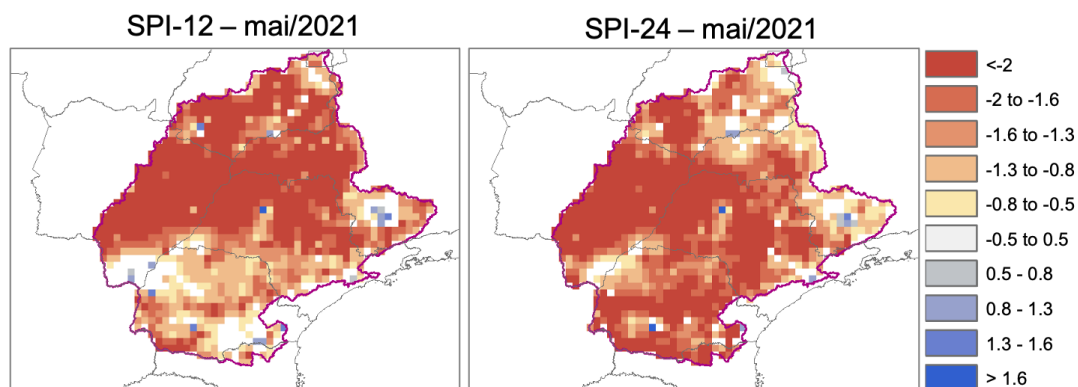 SPI-12 – mai/2021
SPI-24 – mai/2021
<-2
-2 to -1.6
-1.6 to -1.3
-1.3 to -0.8
-0.8 to -0.5
-0.5 to 0.5
0.5 - 0.8
0.8 - 1.3
1.3 - 1.6
> 1.6